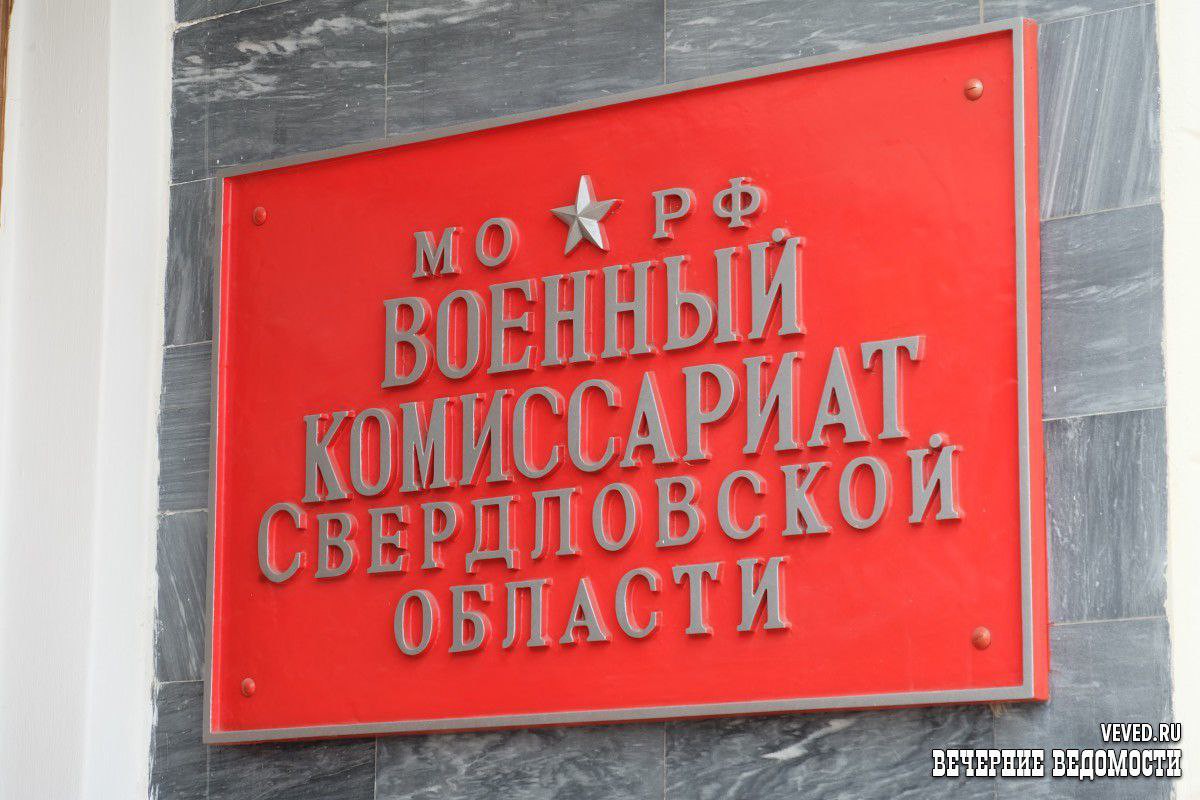 МО РФ
ВОЕННЫЙ
КОМИССАРИАТ
СВЕРДЛОВСКОЙ
ОБЛАСТИ
VEVED.RU
ВЕЧЕРНИЕ ВЕДОМОСТИ